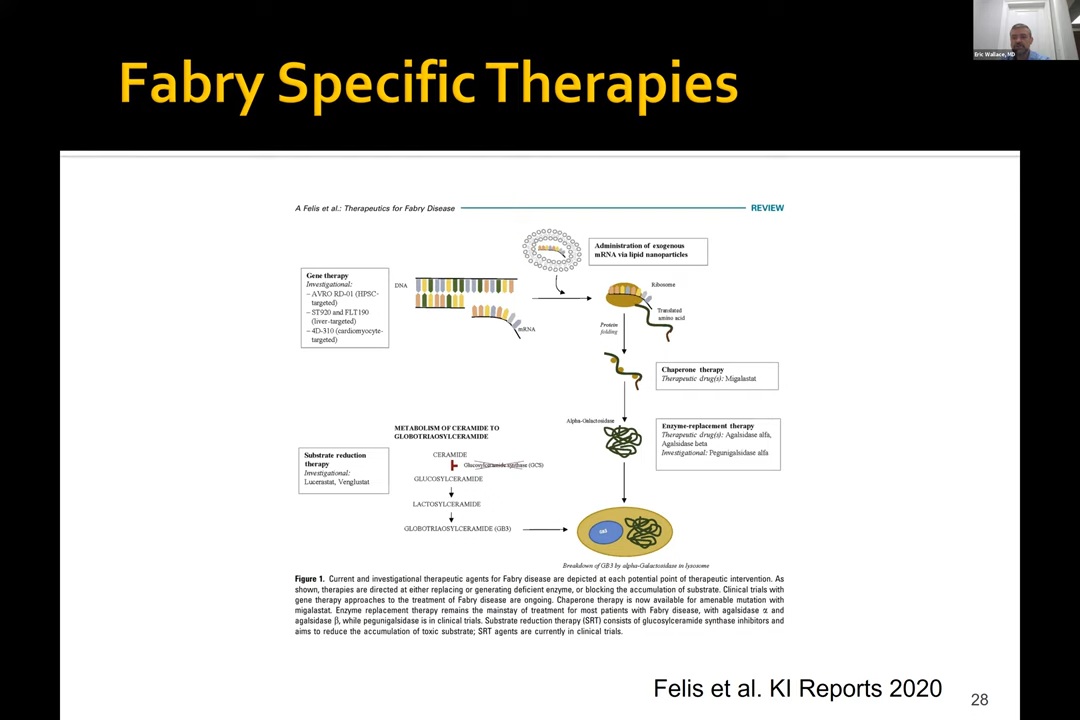 Eric Wallace, MD
Fabry Specific Therapies
A Felis et al.: Therapeutics for Fabry Disease
REVIEW
Administration of exogenous
mRNA via lipid nanoparticles
Gene therapy
Investigational:
– AVRO RD-01 (HPSC-
targeted)
– ST920 and FLT190
(liver-targeted)
– 4D-310 (cardiomyocyte-
targeted)
DNA
mRNA
Ribosome
Translated
amino acid
Protein
folding
Chaperone therapy
Therapeutic drug(s): Migalastat
Alpha-Galactosidase
Enzyme-replacement therapy
Therapeutic drug(s): Agalsidase alfa,
Agalsidase beta
Investigational: Pegunigalsidase alfa
METABOLISM OF CERAMIDE TO
GLOBOTRIAOSYLCERAMIDE
Substrate reduction
therapy
Investigational:
Lucerastat, Venglustat
CERAMIDE
Glucosylceramide synthase (GCS)
GLUCOSYLCERAMIDE
LACTOSYLCERAMIDE
GLOBOTRIAOSYLCERAMIDE (GB3)
GB3
Breakdown of GB3 by alpha-Galactosidase in lysosome
Figure 1. Current and investigational therapeutic agents for Fabry disease are depicted at each potential point of therapeutic intervention. As
shown, therapies are directed at either replacing or generating deficient enzyme, or blocking the accumulation of substrate. Clinical trials with
gene therapy approaches to the treatment of Fabry disease are ongoing. Chaperone therapy is now available for amenable mutation with
migalastat. Enzyme replacement therapy remains the mainstay of treatment for most patients with Fabry disease, with agalsidase α and
agalsidase β, while pegunigalsidase is in clinical trials. Substrate reduction therapy (SRT) consists of glucosylceramide synthase inhibitors and
aims to reduce the accumulation of toxic substrate; SRT agents are currently in clinical trials.
Felis et al. KI Reports 2020
28